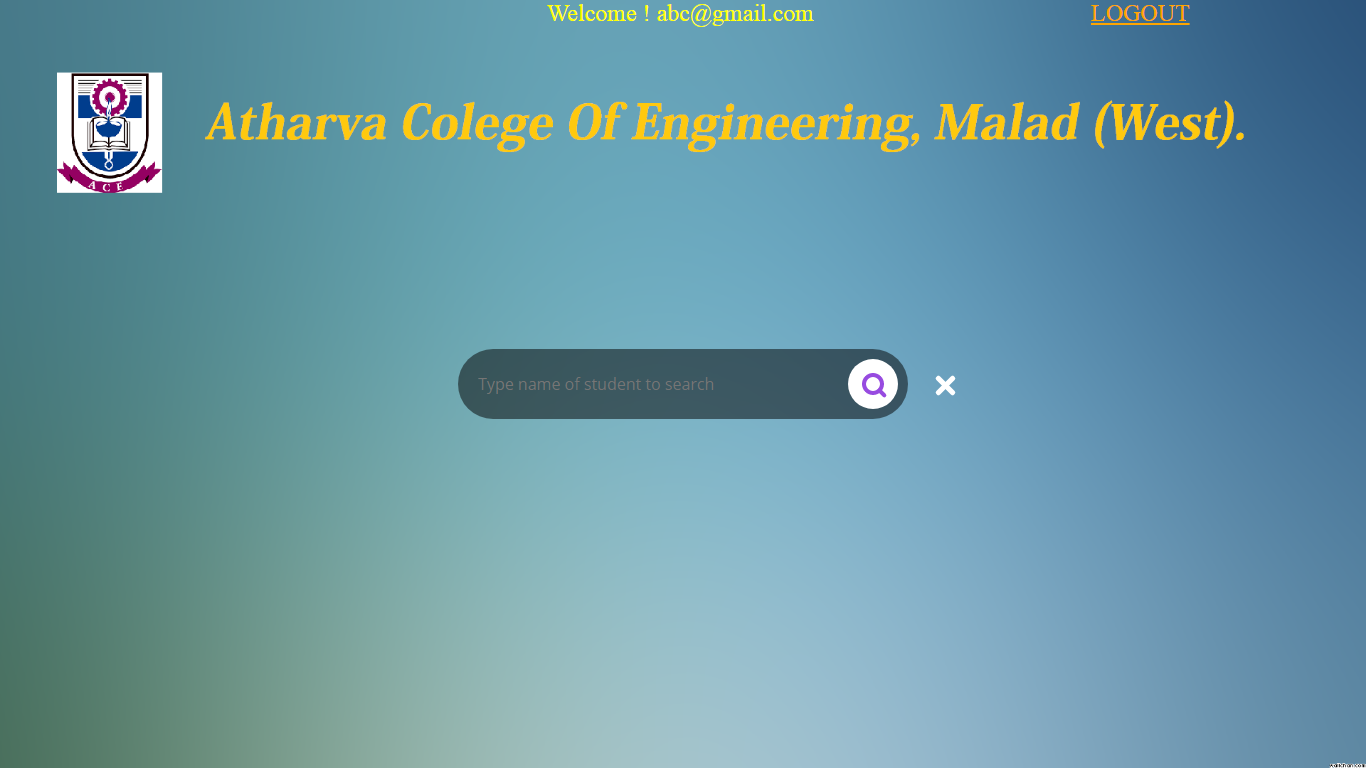 Welcome ! abc@gmail.com
LOGOUT
Atharva Colege Of Engineering, Malad (West).
A C E
Type name of student to search